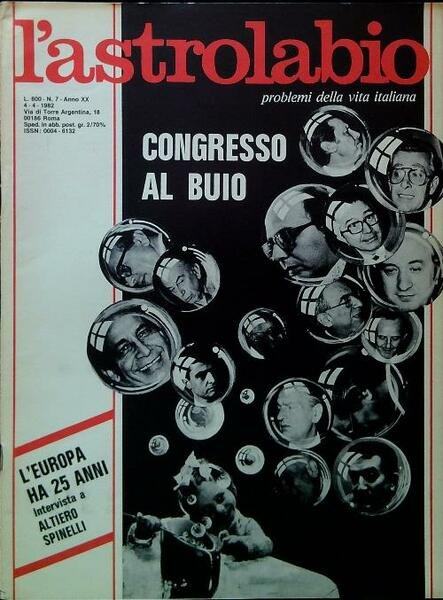 l'astrolabio
problemi della vita italiana
L. 800 - N. 7 - Anno XX
4 - 4 - 1982
Via di Torre Argentina, 18
00186 Roma
Sped. in abb. post. gr. 2/70%
ISSN: 0004 - 6132
CONGRESSO
AL BUIO
L'EUROPA
HA 25 ANNI
Intervista a
ALTIERO
SPINELLI